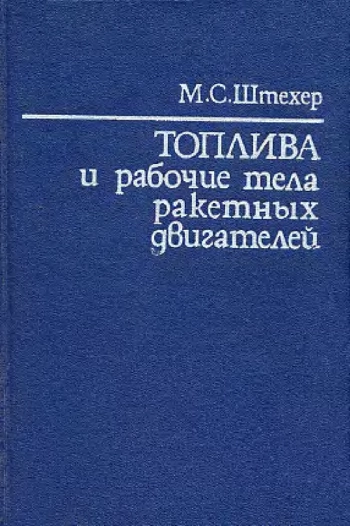 М.С.Штехер
ТОПЛИВА
и рабочие тела
ракетных
двигателей